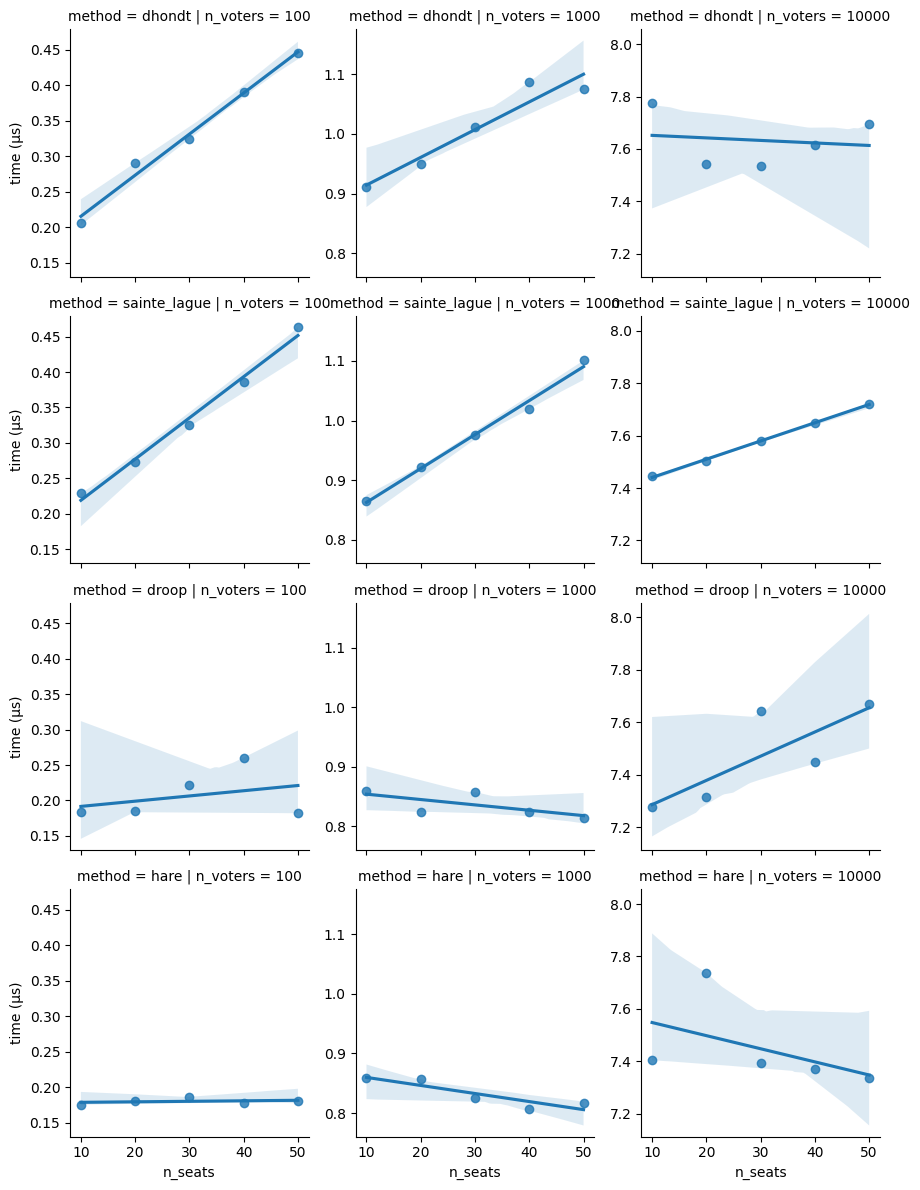 method = dhondt | n_voters = 100
method = dhondt | n_voters = 1000
method = dhondt | n_voters = 10000
0.45
0.40
0.35
0.30
0.25
0.20
0.15
time (µs)
1.1
1.0
0.9
0.8
8.0
7.8
7.6
7.4
7.2
method = sainte_lague | n_voters = 100
method = sainte_lague | n_voters = 1000
method = sainte_lague | n_voters = 10000
0.45
0.40
0.35
0.30
0.25
0.20
0.15
time (µs)
1.1
1.0
0.9
0.8
8.0
7.8
7.6
7.4
7.2
method = droop | n_voters = 100
method = droop | n_voters = 1000
method = droop | n_voters = 10000
0.45
0.40
0.35
0.30
0.25
0.20
0.15
time (µs)
1.1
1.0
0.9
0.8
8.0
7.8
7.6
7.4
7.2
method = hare | n_voters = 100
method = hare | n_voters = 1000
method = hare | n_voters = 10000
0.45
0.40
0.35
0.30
0.25
0.20
0.15
time (µs)
1.1
1.0
0.9
0.8
8.0
7.8
7.6
7.4
7.2
10 20 30 40 50
n_seats
10 20 30 40 50
n_seats
10 20 30 40 50
n_seats